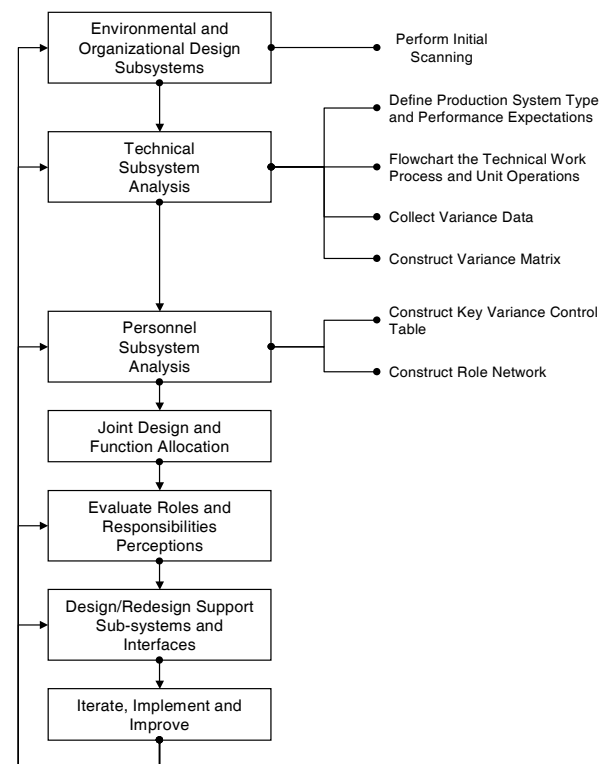 Environmental and
Organizational Design
Subsystems
Perform Initial
Scanning
Technical
Subsystem
Analysis
Define Production System Type
and Performance Expectations
Flowchart the Technical Work
Process and Unit Operations
Collect Variance Data
Construct Variance Matrix
Personnel
Subsystem
Analysis
Construct Key Variance Control
Table
Construct Role Network
Joint Design and
Function Allocation
Evaluate Roles and
Responsibilities
Perceptions
Design/Redesign Support
Sub-systems and
Interfaces
Iterate, Implement and
Improve